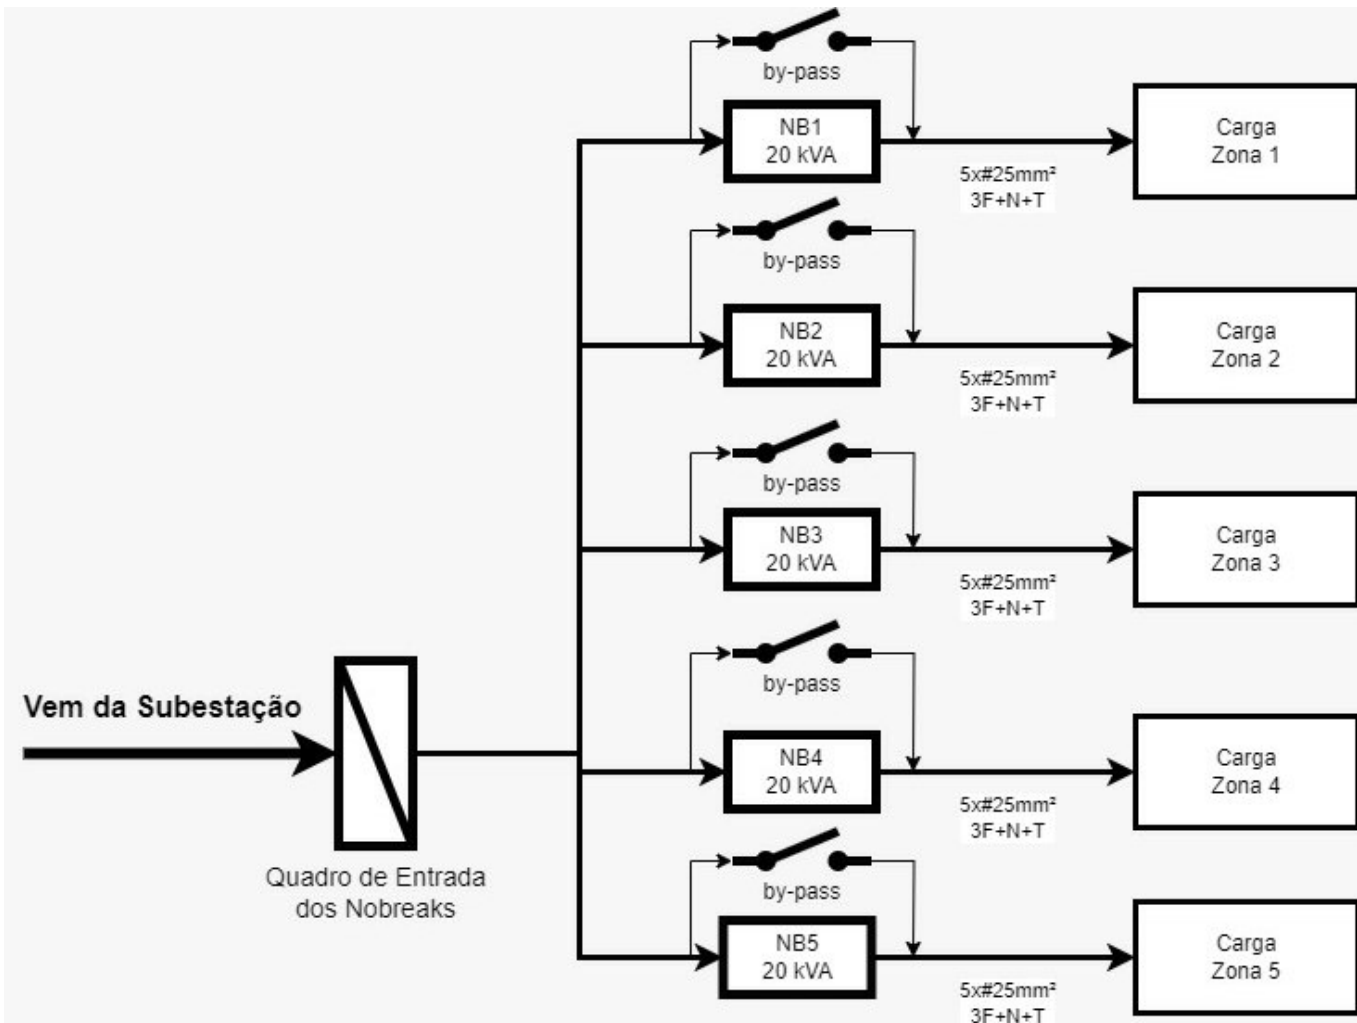 by-pass
NB1
20 kVA
5x#25mm²
3F+N+T
Carga
Zona 1
by-pass
NB2
20 kVA
5x#25mm²
3F+N+T
Carga
Zona 2
by-pass
NB3
20 kVA
5x#25mm²
3F+N+T
Carga
Zona 3
Vem da Subestação
Quadro de Entrada
dos Nobreaks
by-pass
NB4
20 kVA
5x#25mm²
3F+N+T
Carga
Zona 4
by-pass
NB5
20 kVA
5x#25mm²
3F+N+T
Carga
Zona 5